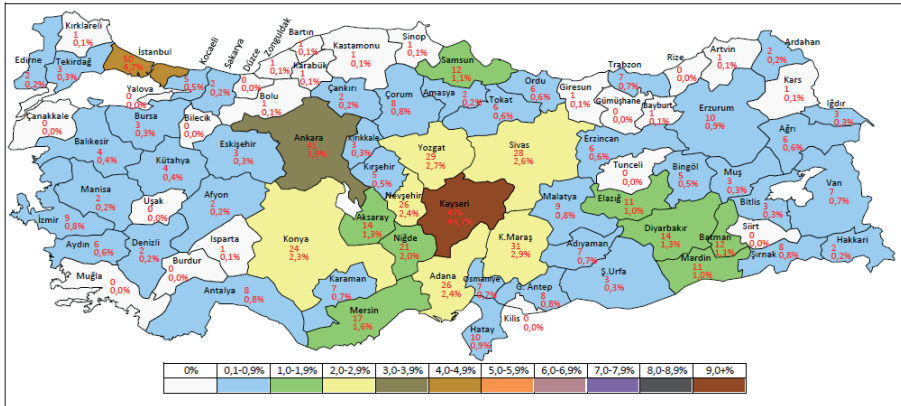 Kırklareli
1
0,1%
Edirne
2
0,2%
Tekirdağ
3
0,3%
İstanbul
50
4,7%
Kocaeli
5
0,5%
Sakarya
2
0,2%
Düzce
0
0,0%
Zonguldak
1
0,1%
Bartın
1
0,1%
Karabük
1
0,1%
Kastamonu
1
0,1%
Sinop
1
0,1%
Samsun
12
1,1%
Ordu
6
0,6%
Giresun
1
0,1%
Trabzon
7
0,7%
Rize
0
0,0%
Artvin
1
0,1%
Ardahan
2
0,2%
Kars
1
0,1%
Iğdır
3
0,3%
Yalova
0
0,0%
Çanakkale
0
0,0%
Bursa
3
0,3%
Bilecik
0
0,0%
Bolu
1
0,1%
Çankırı
2
0,2%
Çorum
8
0,8%
Amasya
2
0,2%
Tokat
6
0,6%
Gümüşhane
0
0,0%
Bayburt
1
0,1%
Erzurum
10
0,9%
Ağrı
6
0,6%
Balıkesir
4
0,4%
Kütahya
4
0,4%
Eskişehir
3
0,3%
Ankara
41
3,9%
Kırıkkale
3
0,3%
Kırşehir
5
0,5%
Yozgat
29
2,7%
Sivas
28
2,6%
Erzincan
6
0,6%
Tunceli
0
0,0%
Bingöl
5
0,5%
Muş
3
0,3%
Bitlis
3
0,3%
Van
7
0,7%
Manisa
2
0,2%
Uşak
0
0,0%
Afyon
2
0,2%
Nevşehir
26
2,4%
Kayseri
476
44,7%
Malatya
9
0,8%
Elazığ
11
1,0%
Diyarbakır
14
1,3%
Batman
12
1,1%
Siirt
0
0,0%
Şırnak
8
0,8%
Hakkari
2
0,2%
İzmir
9
0,8%
Aydın
6
0,6%
Denizli
2
0,2%
Burdur
0
0,0%
Isparta
1
0,1%
Konya
24
2,3%
Aksaray
14
1,3%
Niğde
21
2,0%
K.Maraş
31
2,9%
Adıyaman
7
0,7%
Ş.Urfa
3
0,3%
Mardin
11
1,0%
Muğla
0
0,0%
Antalya
8
0,8%
Karaman
7
0,7%
Mersin
17
1,6%
Adana
26
2,4%
Osmaniye
7
0,7%
G. Antep
8
0,8%
Kilis
0
0,0%
Hatay
10
0,9%
0% 0,1-0,9% 1,0-1,9% 2,0-2,9% 3,0-3,9% 4,0-4,9% 5,0-5,9% 6,0-6,9% 7,0-7,9% 8,0-8,9% 9,0+%